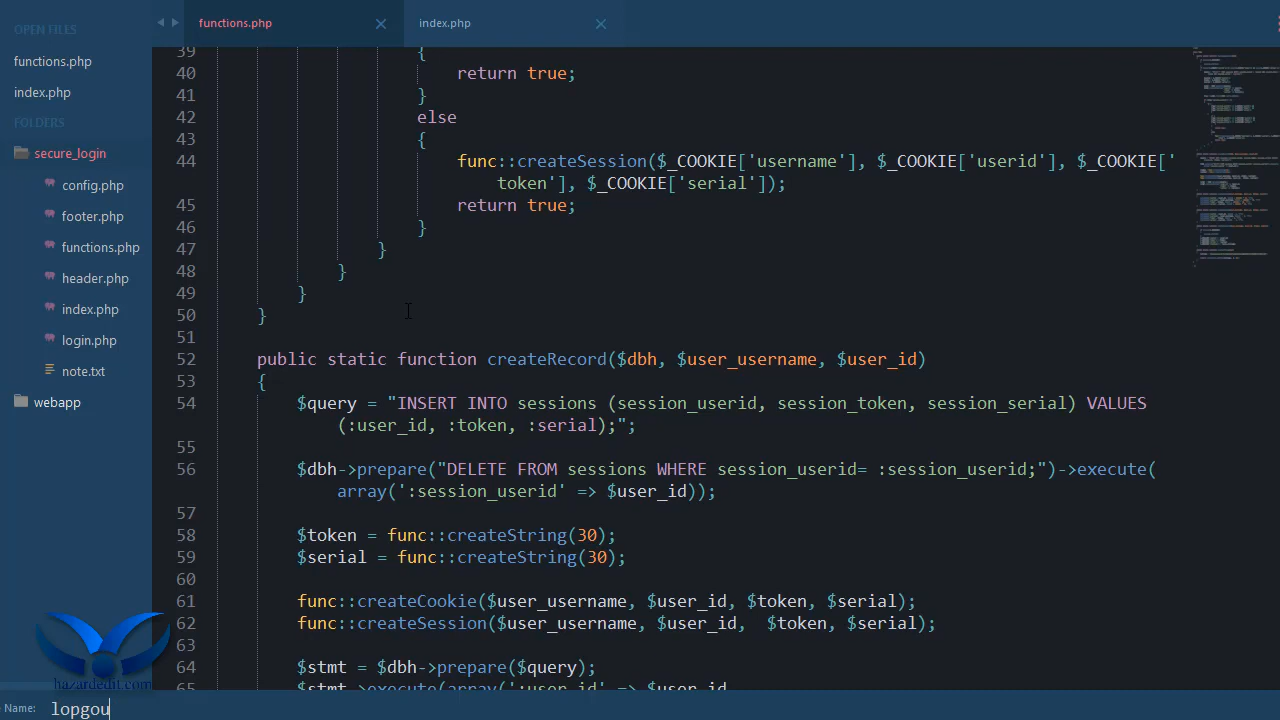 OPEN FILES
functions.php
index.php
FOLDERS
secure_login
config.php
footer.php
functions.php
header.php
index.php
login.php
note.txt
webapp
functions.php
index.php
39 {
40 return true;
41 }
42 else
43 {
44 func::createSession($_COOKIE['username'], $_COOKIE['userid'], $_COOKIE['
token'], $_COOKIE['serial']);
45 return true;
46 }
47 }
48 }
49 }
50 }
51
52 public static function createRecord($dbh, $user_username, $user_id)
53 {
54 $query = "INSERT INTO sessions (session_userid, session_token, session_serial) VALUES
(:user_id, :token, :serial);";
55
56 $dbh->prepare("DELETE FROM sessions WHERE session_userid= :session_userid;")->execute(
array(':session_userid' => $user_id));
57
58 $token = func::createString(30);
59 $serial = func::createString(30);
60
61 func::createCookie($user_username, $user_id, $token, $serial);
62 func::createSession($user_username, $user_id,  $token, $serial);
63
64 $stmt = $dbh->prepare($query);
65 $stmt->execute(array(':user_id' => $user_id,
hazardedit.com
Name: lopgou